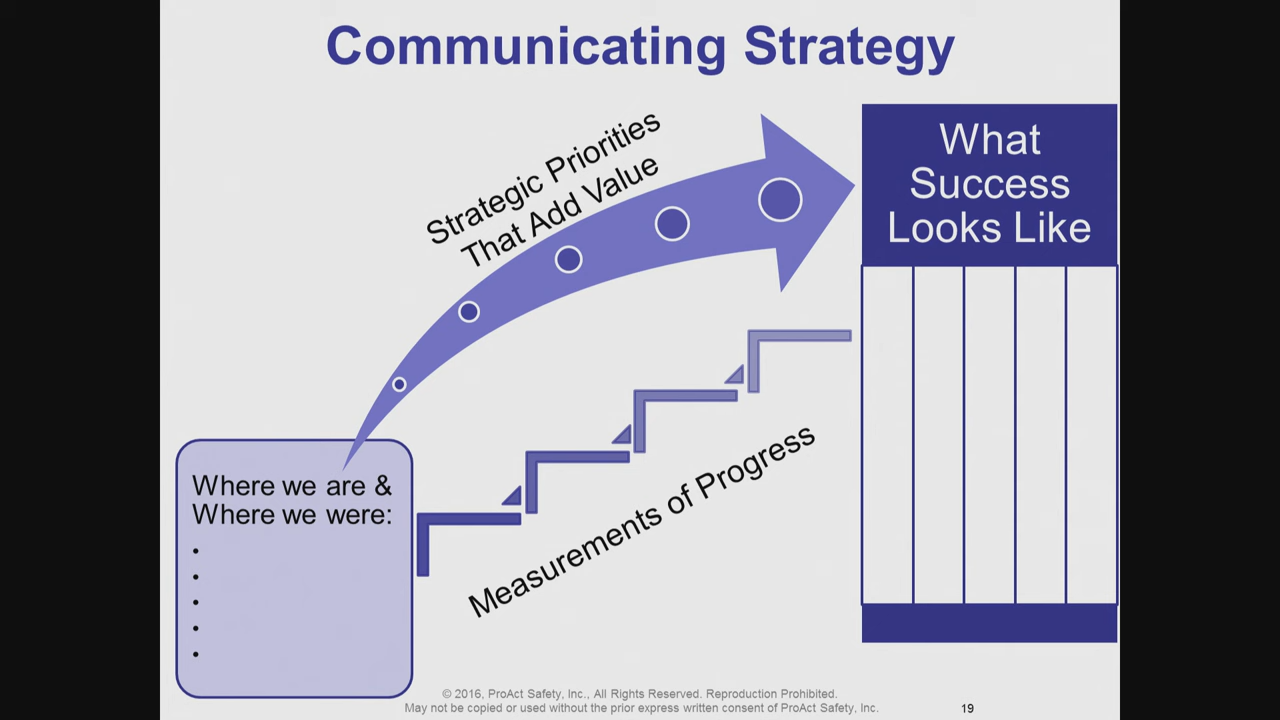 Communicating Strategy
Strategic Priorities
That Add Value
What
Success
Looks Like
Where we are &
Where we were:
•
•
•
•
•
Measurements of Progress
© 2016, ProAct Safety, Inc., All Rights Reserved. Reproduction Prohibited.
May not be copied or used without the prior express written consent of ProAct Safety, Inc.
19